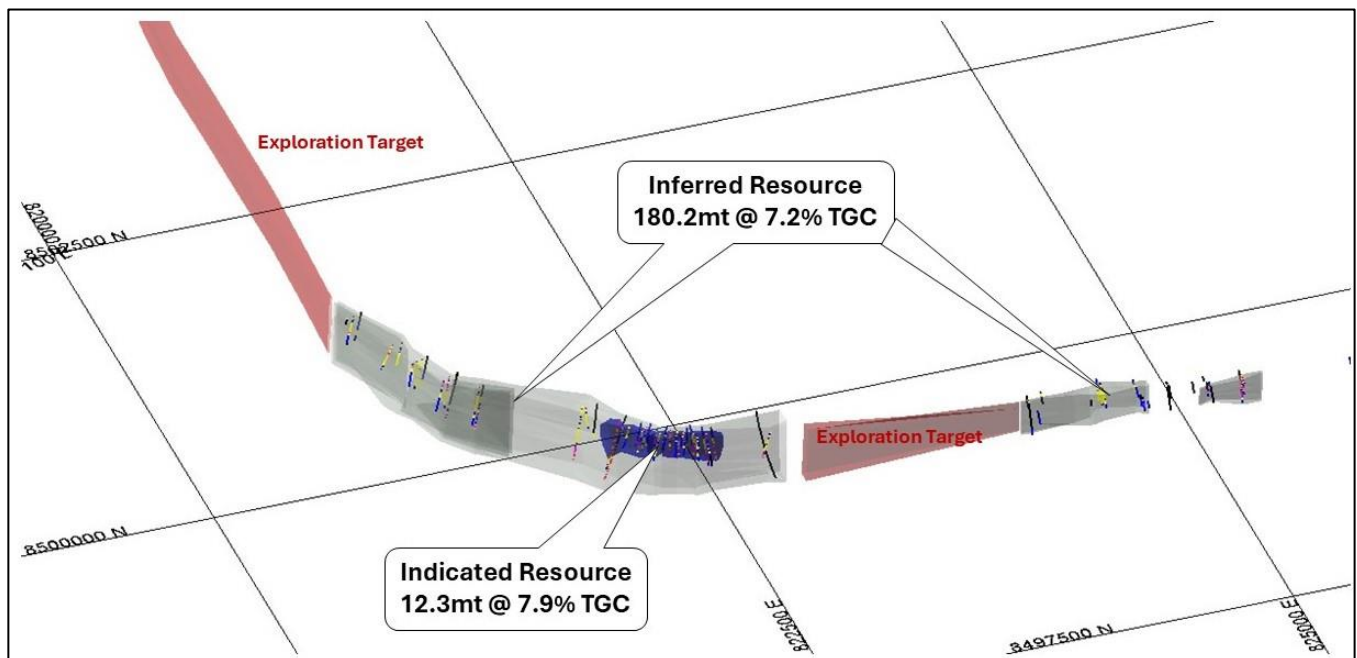 Exploration Target
Inferred Resource
180.2mt @ 7.2% TGC
8502500 N
Exploration Target
8500000 N
Indicated Resource
12.3mt @ 7.9% TGC
822500 E
8497500 N
825000 E